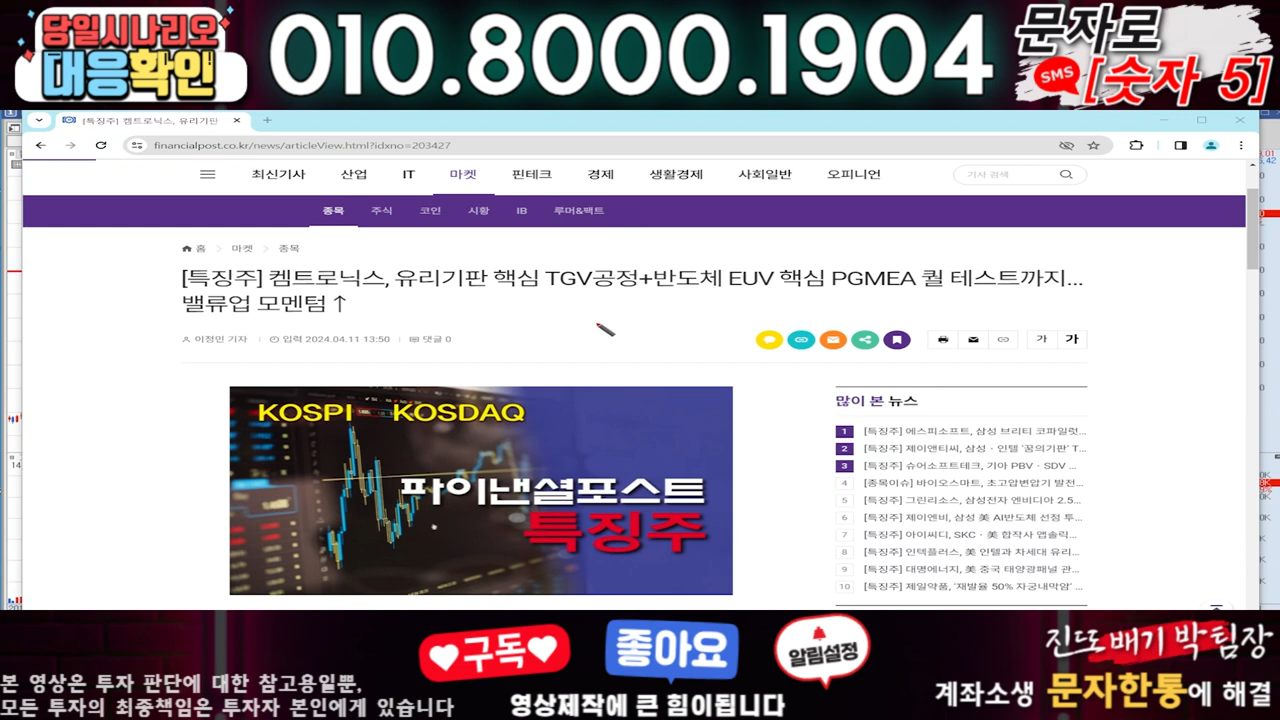 당일시나리오
대응확인
010.8000.1904
문자로
SMS
[숫자 5]
[특징주] 켐트로닉스, 유리기판
financialpost.co.kr/news/articleView.html?idxno=203427
최신기사 산업 IT 마켓 핀테크 경제 생활경제 사회일반 오피니언
기사 검색
종목 주식 코인 시황 IB 루머&팩트
홈 > 마켓 > 종목
[특징주] 켐트로닉스, 유리기판 핵심 TGV공정+반도체 EUV 핵심 PGMEA 퀄 테스트까지...
밸류업 모멘텀↑
이정민 기자 입력 2024.04.11 13:50 댓글 0
가 가
KOSPI KOSDAQ
파이낸셜포스트
특징주
많이 본 뉴스
1 [특징주] 에스피소프트, 삼성 브리티 코파일럿...
2 [특징주] 제이앤티씨, 삼성 · 인텔 '꿈의기판' T...
3 [특징주] 슈어소프트테크, 기아 PBV · SDV ...
4 [종목이슈] 바이오스마트, 초고압변압기 발전...
5 [특징주] 그린리소스, 삼성전자 엔비디아 2.5...
6 [특징주] 제이엔비, 삼성 美 AI반도체 선점 투...
7 [특징주] 아이씨디, SKC · 美 합작사 앱솔릭...
8 [특징주] 인텍플러스, 美 인텔과 차세대 유리...
9 [특징주] 대명에너지, 美 중국 태양광패널 관...
10 [특징주] 제일약품, '재발율 50% 자궁내막암' ...
구독
좋아요
알림설정
영상제작에 큰 힘이됩니다
본 영상은 투자 판단에 대한 참고용일뿐,
모든 투자의 최종책임은 투자자 본인에게 있습니다
진또배기 박팀장
계좌소생 문자한통에 해결